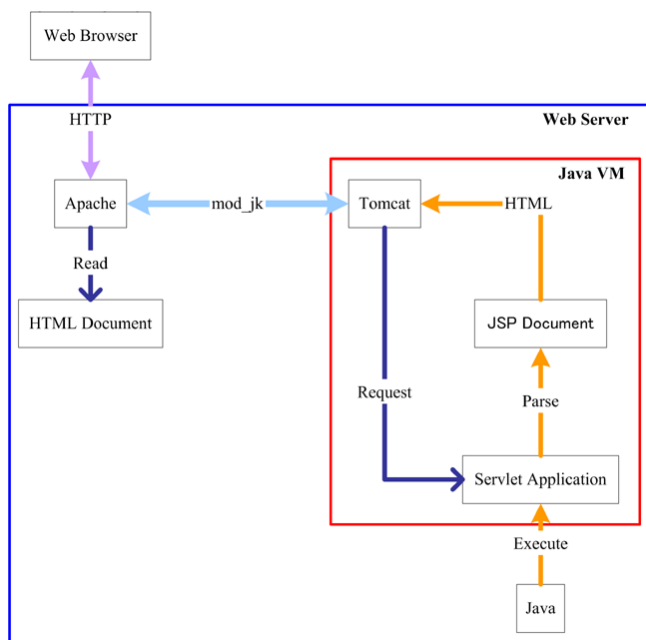 Web Browser
HTTP
Web Server
Java VM
Apache
mod_jk
Tomcat
HTML
Read
HTML Document
JSP Document
Request
Parse
Servlet Application
Execute
Java